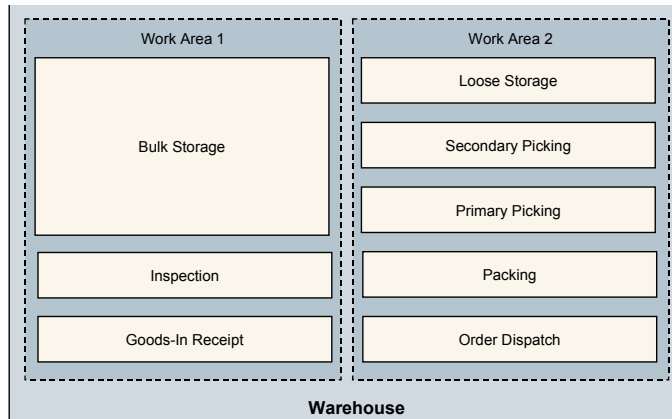 Work Area 1
Bulk Storage
Inspection
Goods-In Receipt
Work Area 2
Loose Storage
Secondary Picking
Primary Picking
Packing
Order Dispatch
Warehouse